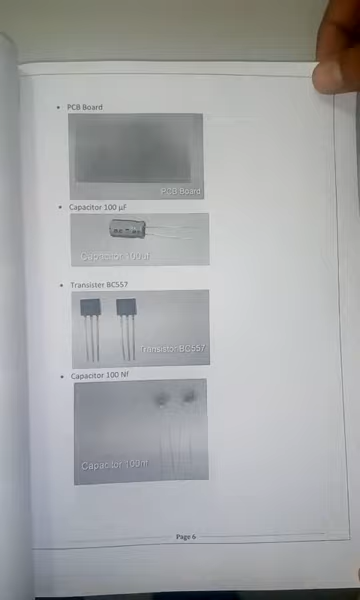 PCB Board
PCB Board
Capacitor 100 µF
Capacitor 100uf
Transister BC557
Transistor BC557
Capacitor 100 Nf
Capacitor 100nf
Page 6